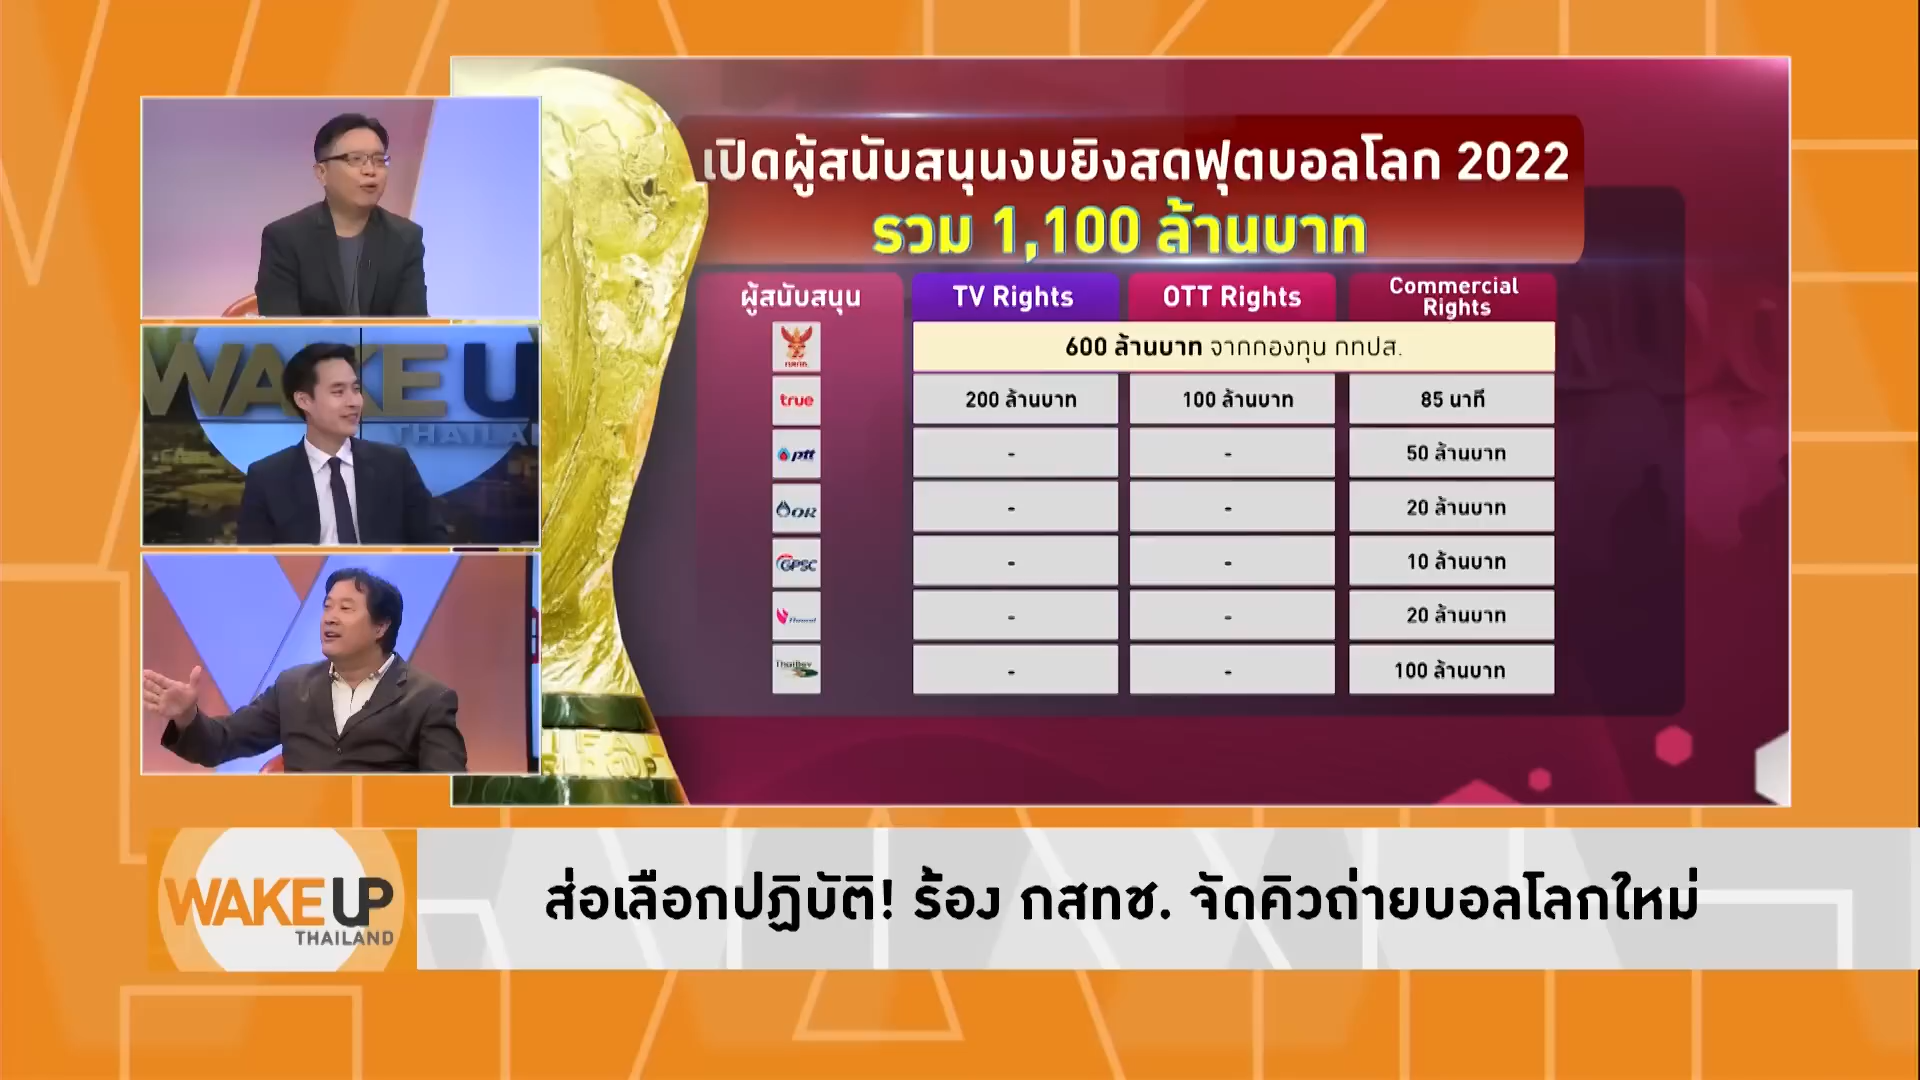 เปิดผู้สนับสนุนงบยิงสดฟุตบอลโลก 2022
รวม 1,100 ล้านบาท
ผู้สนับสนุน TV Rights OTT Rights Commercial Rights
600 ล้านบาท จากกองทุน กทปส.
true 200 ล้านบาท 100 ล้านบาท 85 นาที
ptt - - 50 ล้านบาท
OR - - 20 ล้านบาท
GPSC - - 10 ล้านบาท
Thaioil - - 20 ล้านบาท
ThaiBev - - 100 ล้านบาท
WAKE UP
THAILAND
ส่อเลือกปฏิบัติ! ร้อง กสทช. จัดคิวถ่ายบอลโลกใหม่